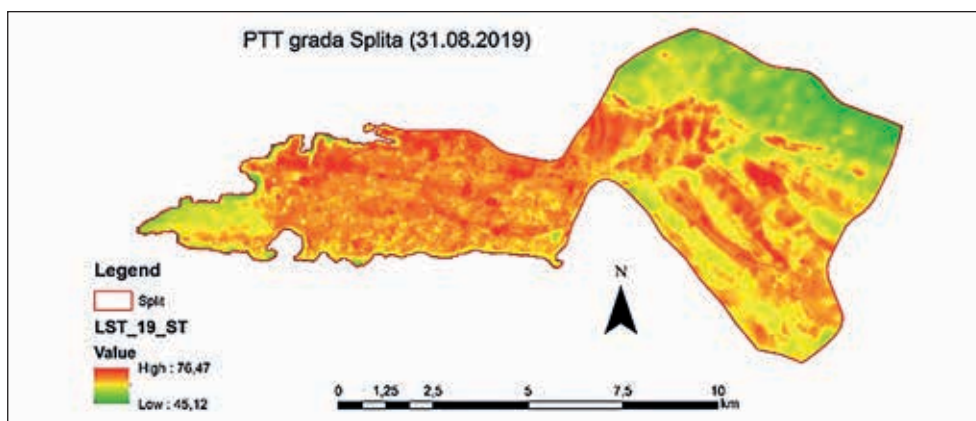 PTT grada Splita (31.08.2019)
N
Legend
Split
LST_19_ST
Value
High : 76,47
Low : 45,12
0 1,25 2,5 5 7,5 10
km